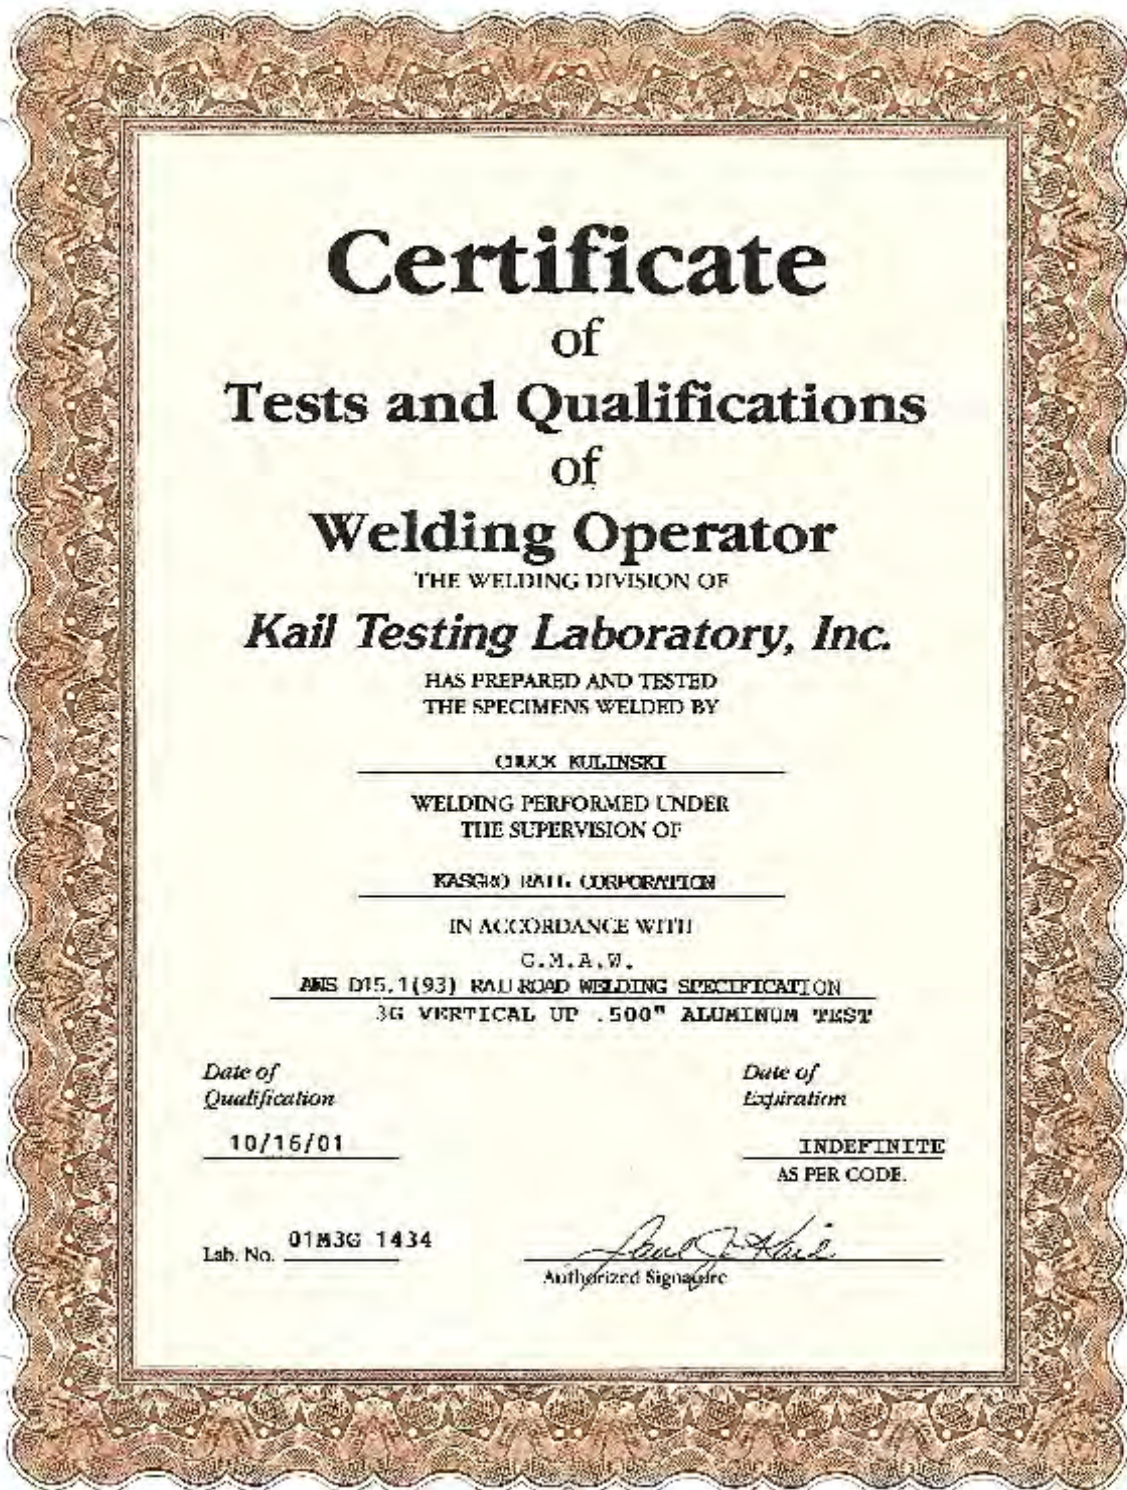 Certificate
of
Tests and Qualifications
of
Welding Operator
THE WELDING DIVISION OF
Kail Testing Laboratory, Inc.
HAS PREPARED AND TESTED
THE SPECIMENS WELDED BY
CHUCK KULINSKI
WELDING PERFORMED UNDER
THE SUPERVISION OF
KASGRO RAIL CORPORATION
IN ACCORDANCE WITH
G.M.A.W.
AWS D15.1(93) RAILROAD WELDING SPECIFICATION
3G VERTICAL UP .500" ALUMINUM TEST
Date of Qualification
Date of Expiration
10/16/01
INDEFINITE
AS PER CODE.
Lab. No. 01M3G 1434
Paul J. Kail
Authorized Signature